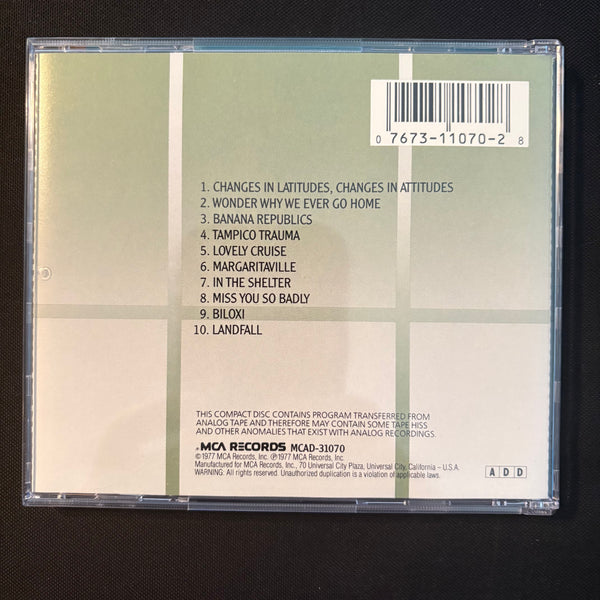 0 7673-11070-2 8
1. CHANGES IN LATITUDES, CHANGES IN ATTITUDES
2. WONDER WHY WE EVER GO HOME
3. BANANA REPUBLICS
4. TAMPICO TRAUMA
5. LOVELY CRUISE
6. MARGARITAVILLE
7. IN THE SHELTER
8. MISS YOU SO BADLY
9. BILOXI
10. LANDFALL
THIS COMPACT DISC CONTAINS PROGRAM TRANSFERRED FROM
ANALOG TAPE AND THEREFORE MAY CONTAIN SOME TAPE HISS
AND OTHER ANOMALIES THAT EXIST WITH ANALOG RECORDINGS.
MCA RECORDS MCAD-31070
©1977 MCA Records, Inc. ℗1977 MCA Records, Inc.
Manufactured for MCA Records, Inc., 70 Universal City Plaza, Universal City, California – U.S.A.
WARNING: All rights reserved. Unauthorized duplication is a violation of applicable laws.
A D D